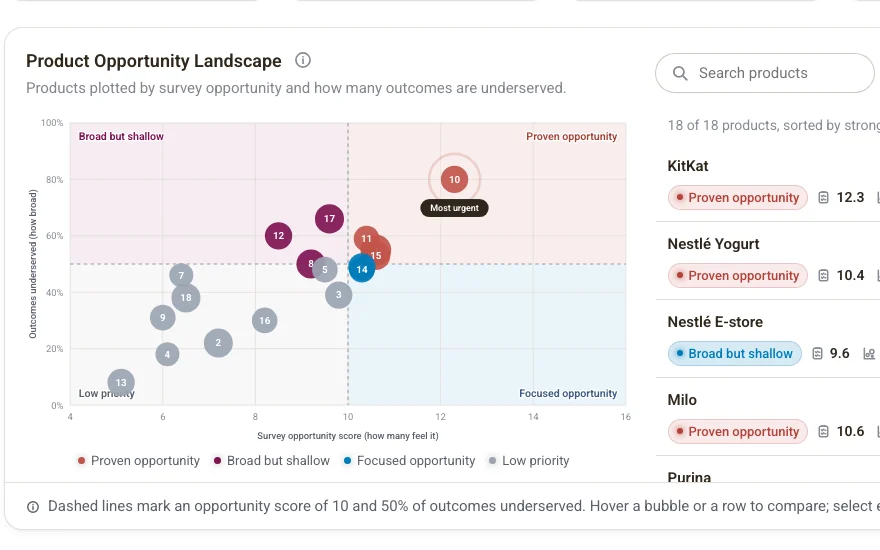 Product Opportunity Landscape
Products plotted by survey opportunity and how many outcomes are underserved.
Search products
18 of 18 products, sorted by strong
Outcomes underserved (how broad)
100%
80%
60%
40%
20%
0%
Broad but shallow
Proven opportunity
10
Most urgent
17
12
11
15
8
5
14
7
18
3
9
16
2
4
13
Low priority
Focused opportunity
4
6
8
10
12
14
16
Survey opportunity score (how many feel it)
Proven opportunity
Broad but shallow
Focused opportunity
Low priority
KitKat
Proven opportunity 12.3
Nestlé Yogurt
Proven opportunity 10.4
Nestlé E-store
Broad but shallow 9.6
Milo
Proven opportunity 10.6
Purina
Dashed lines mark an opportunity score of 10 and 50% of outcomes underserved. Hover a bubble or a row to compare; select